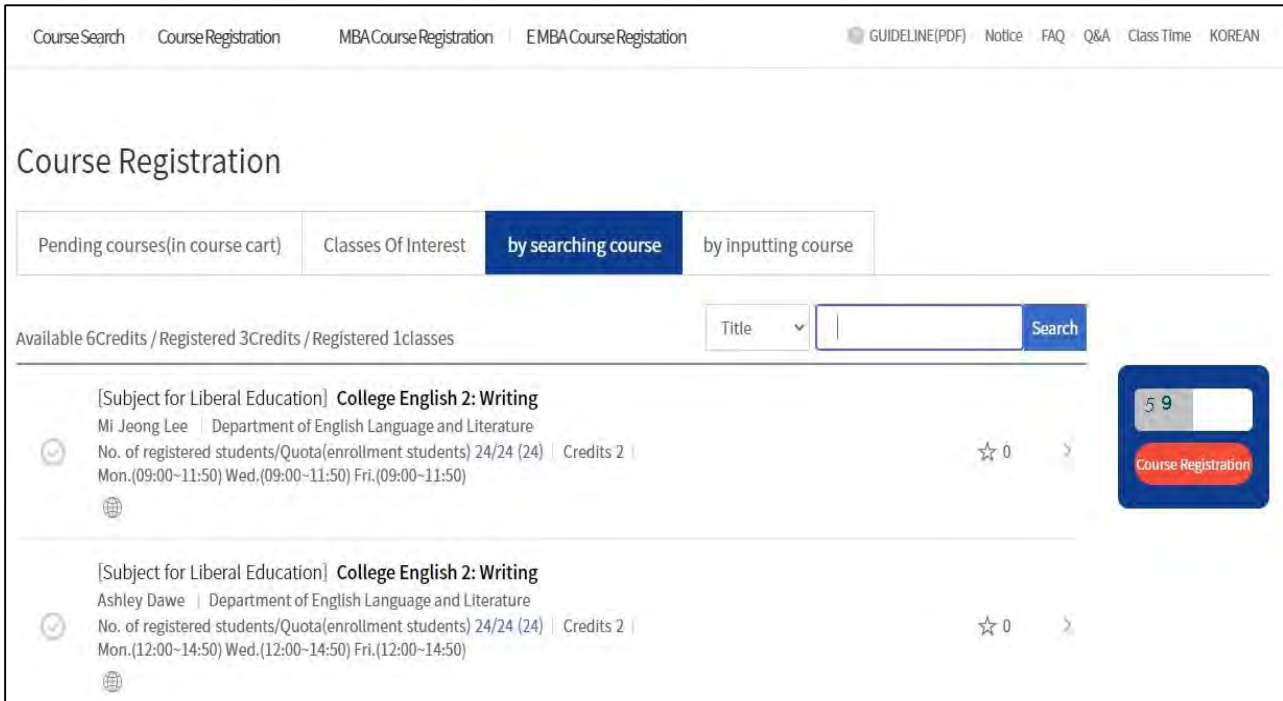 Course Search Course Registration MBA Course Registration EMBA Course Registation GUIDELINE(PDF) Notice FAQ Q&A Class Time KOREAN
Course Registration
Pending courses(in course cart) Classes Of Interest by searching course by inputting course
Available 6Credits / Registered 3Credits / Registered 1classes Title Search
[Subject for Liberal Education] College English 2: Writing
Mi Jeong Lee | Department of English Language and Literature
No. of registered students/Quota(enrollment students) 24/24 (24) | Credits 2 |
Mon.(09:00~11:50) Wed.(09:00~11:50) Fri.(09:00~11:50)
☆ 0
59
Course Registration
[Subject for Liberal Education] College English 2: Writing
Ashley Dawe | Department of English Language and Literature
No. of registered students/Quota(enrollment students) 24/24 (24) | Credits 2 |
Mon.(12:00~14:50) Wed.(12:00~14:50) Fri.(12:00~14:50)
☆ 0